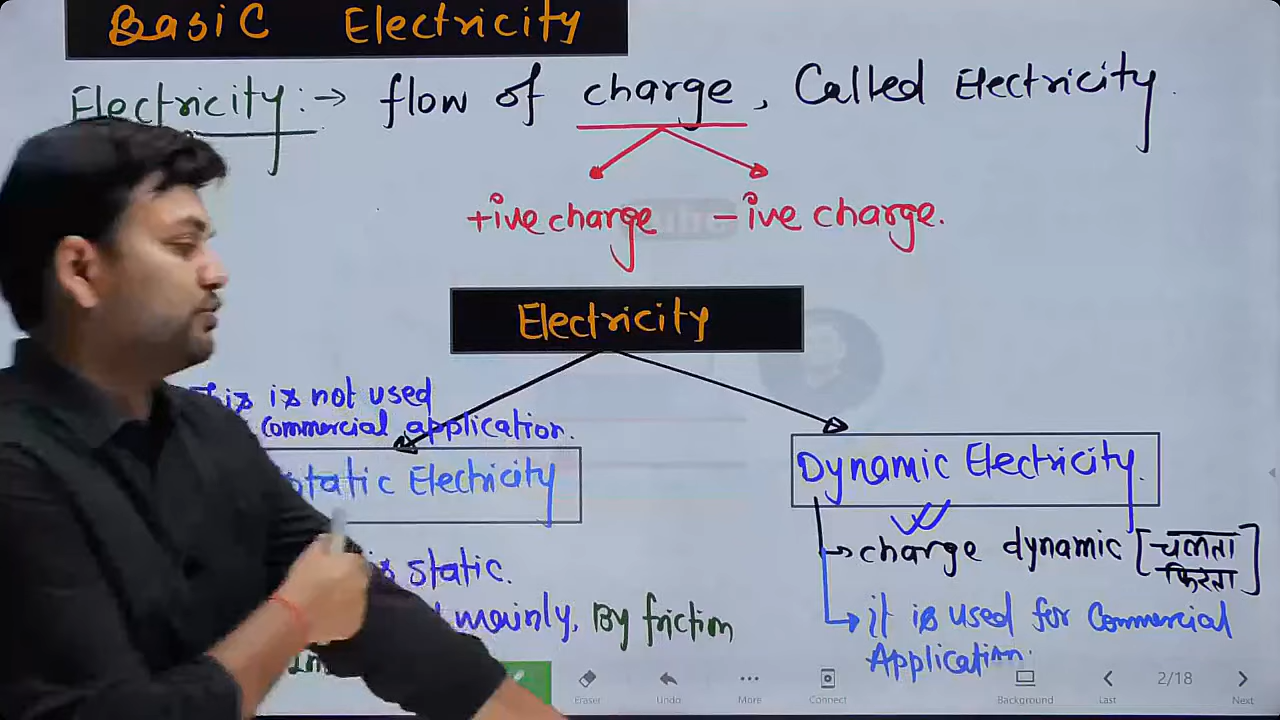 Basic Electricity
Electricity:→ flow of charge, Called Electricity.
+ive charge -ive charge.
Electricity
is is not used
commercial application.
static Electricity
Dynamic Electricity.
static.
→ charge dynamic [चलता फिरता]
mainly, By friction
→ it is used for Commercial
Application.
Eraser Undo More Connect Background Last 2/18 Next